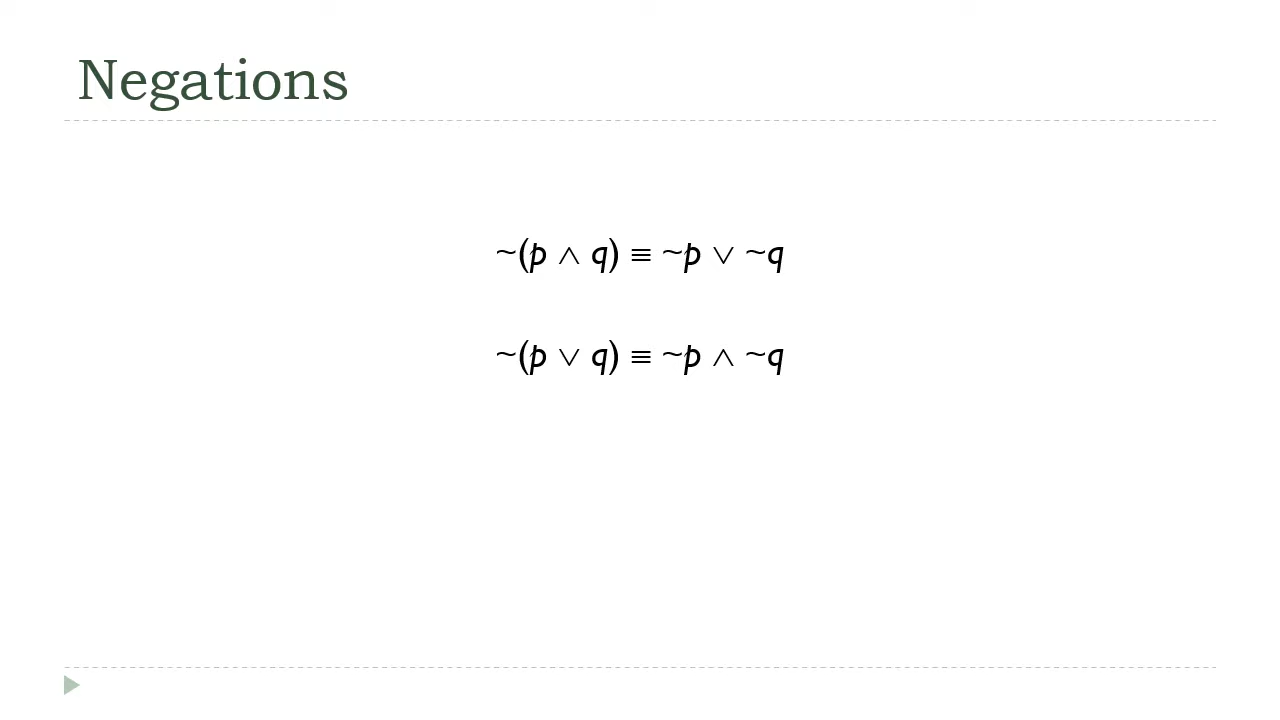 Negations
~(p ∧ q) ≡ ~p ∨ ~q
~(p ∨ q) ≡ ~p ∧ ~q